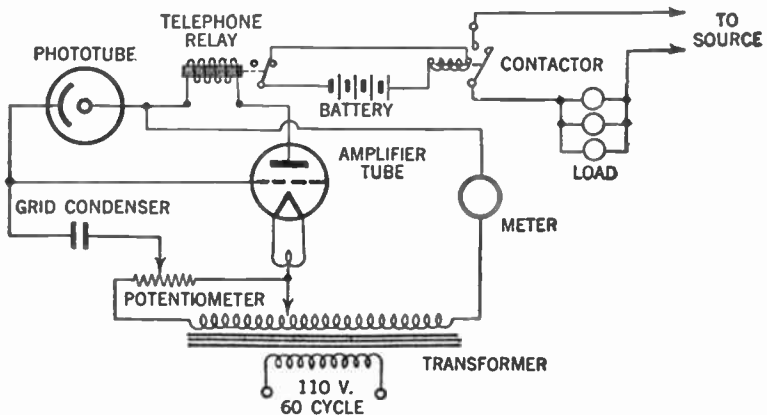 TELEPHONE
RELAY
TO
SOURCE
PHOTOTUBE
CONTACTOR
BATTERY
AMPLIFIER
TUBE
LOAD
GRID CONDENSER
METER
POTENTIOMETER
TRANSFORMER
110 V.
60 CYCLE